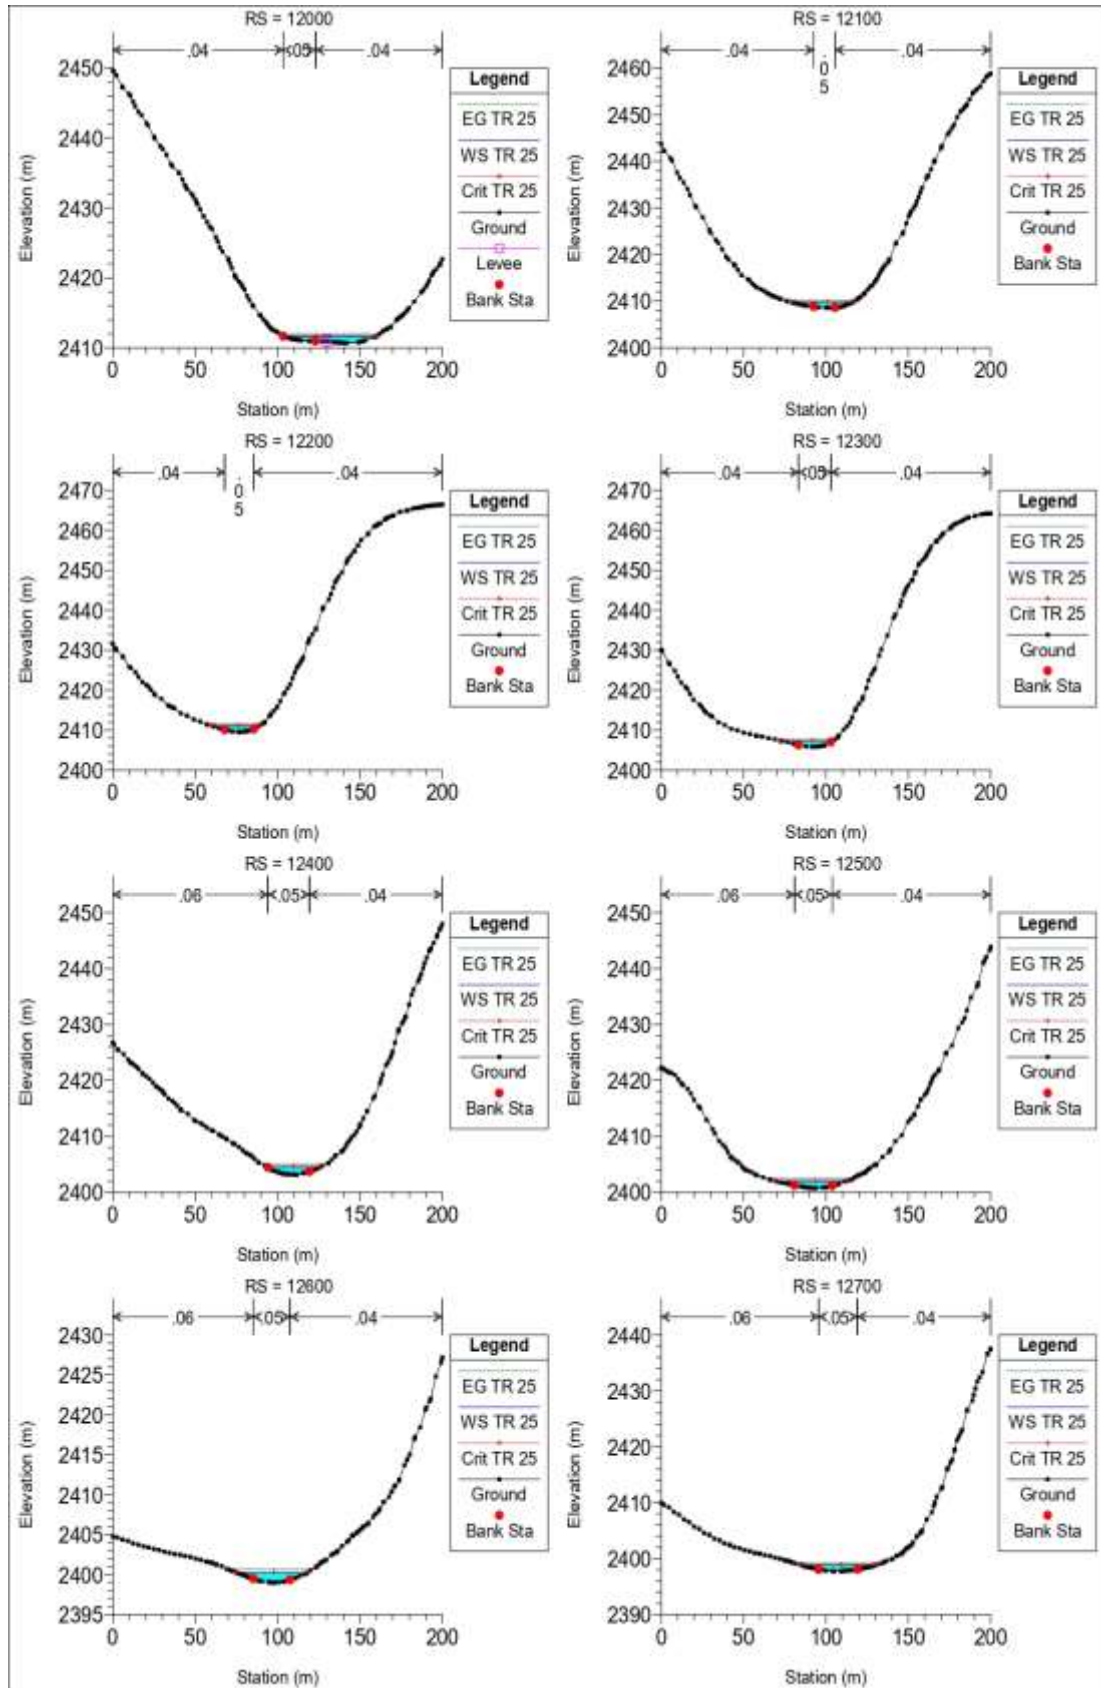 RS = 12000
.04 .05 .04
Elevation (m)
2450
2440
2430
2420
2410
0 50 100 150 200
Station (m)
Legend
EG TR 25
WS TR 25
Crit TR 25
Ground
Levee
Bank Sta
RS = 12100
.04 .05 .04
Elevation (m)
2460
2450
2440
2430
2420
2410
2400
0 50 100 150 200
Station (m)
Legend
EG TR 25
WS TR 25
Crit TR 25
Ground
Bank Sta
RS = 12200
.04 .05 .04
Elevation (m)
2470
2460
2450
2440
2430
2420
2410
2400
0 50 100 150 200
Station (m)
Legend
EG TR 25
WS TR 25
Crit TR 25
Ground
Bank Sta
RS = 12300
.04 .05 .04
Elevation (m)
2470
2460
2450
2440
2430
2420
2410
2400
0 50 100 150 200
Station (m)
Legend
EG TR 25
WS TR 25
Crit TR 25
Ground
Bank Sta
RS = 12400
.06 .05 .04
Elevation (m)
2450
2440
2430
2420
2410
2400
0 50 100 150 200
Station (m)
Legend
EG TR 25
WS TR 25
Crit TR 25
Ground
Bank Sta
RS = 12500
.06 .05 .04
Elevation (m)
2450
2440
2430
2420
2410
2400
0 50 100 150 200
Station (m)
Legend
EG TR 25
WS TR 25
Crit TR 25
Ground
Bank Sta
RS = 12600
.06 .05 .04
Elevation (m)
2430
2425
2420
2415
2410
2405
2400
2395
0 50 100 150 200
Station (m)
Legend
EG TR 25
WS TR 25
Crit TR 25
Ground
Bank Sta
RS = 12700
.06 .05 .04
Elevation (m)
2440
2430
2420
2410
2400
2390
0 50 100 150 200
Station (m)
Legend
EG TR 25
WS TR 25
Crit TR 25
Ground
Bank Sta